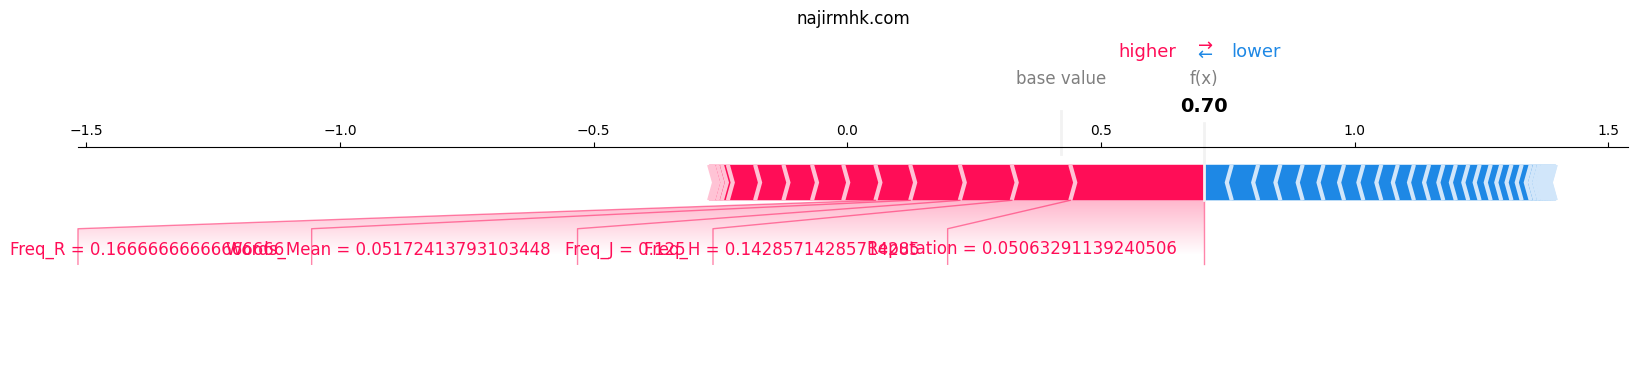 najirmhk.com
higher ⇄ lower
base value f(x)
0.70
−1.5 −1.0 −0.5 0.0 0.5 1.0 1.5
Freq_R = 0.16666666666666666 Words_Mean = 0.05172413793103448 Freq_J = 0.125 Freq_H = 0.14285714285714285 Reputation = 0.05063291139240506